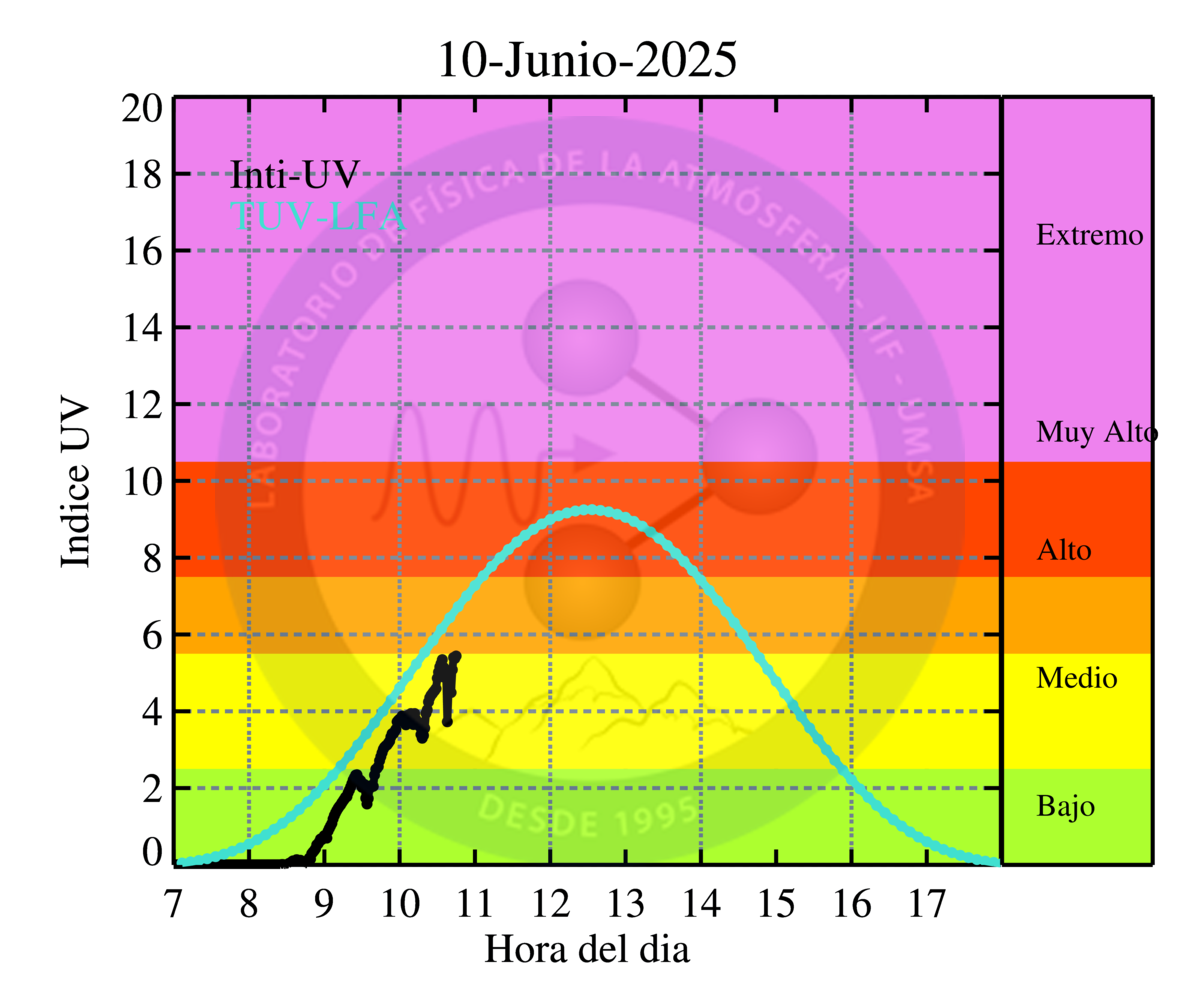 10-Junio-2025
20
18
16
14
12
10
8
6
4
2
0
Indice UV
Inti-UV
TUV-LFA
LABORATORIO DE FÍSICA DE LA ATMÓSFERA - IIF - UMSA
DESDE 1995
Extremo
Muy Alto
Alto
Medio
Bajo
7 8 9 10 11 12 13 14 15 16 17
Hora del dia